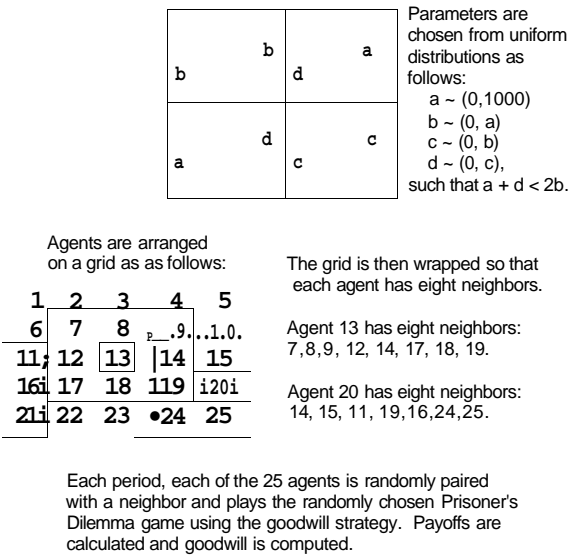 b a
b d
d c
a c
Parameters are
chosen from uniform
distributions as
follows:
a ~ (0,1000)
b ~ (0, a)
c ~ (0, b)
d ~ (0, c),
such that a + d < 2b.
Agents are arranged
on a grid as as follows:
1 2 3 4 5
6 7 8 .9. ..1.0.
11; 12 13 |14 15
17 18 119 i20i
22 23 •24 25
The grid is then wrapped so that
each agent has eight neighbors.
Agent 13 has eight neighbors:
7,8,9, 12, 14, 17, 18, 19.
Agent 20 has eight neighbors:
14, 15, 11, 19,16,24,25.
Each period, each of the 25 agents is randomly paired
with a neighbor and plays the randomly chosen Prisoner's
Dilemma game using the goodwill strategy. Payoffs are
calculated and goodwill is computed.